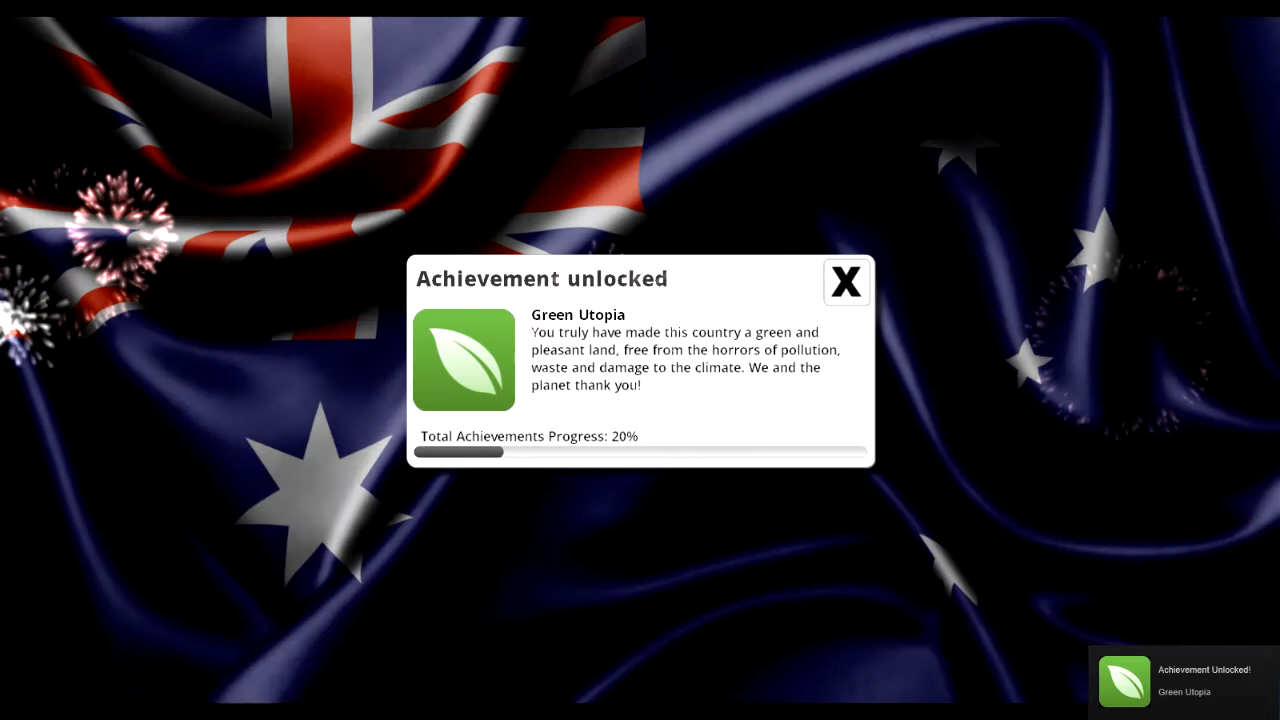 Achievement unlocked
X
Green Utopia
You truly have made this country a green and
pleasant land, free from the horrors of pollution,
waste and damage to the climate. We and the
planet thank you!
Total Achievements Progress: 20%
Achievement Unlocked!
Green Utopia